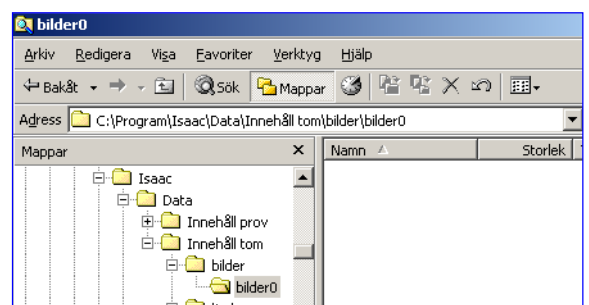 bilder0
Arkiv Redigera Visa Favoriter Verktyg Hjälp
Bakåt Sök Mappar
Adress C:\Program\Isaac\Data\Innehåll tom\bilder\bilder0
Mappar Namn Storlek
Isaac
Data
Innehåll prov
Innehåll tom
bilder
bilder0